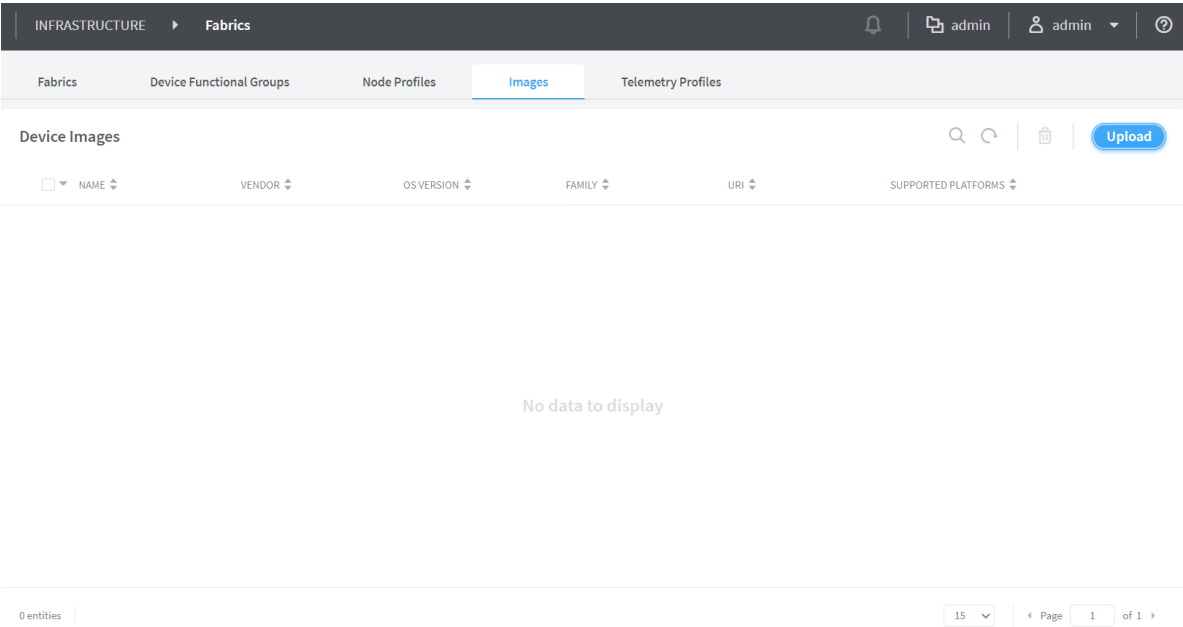 INFRASTRUCTURE Fabrics admin admin
Fabrics Device Functional Groups Node Profiles Images Telemetry Profiles
Device Images Upload
NAME VENDOR OS VERSION FAMILY URI SUPPORTED PLATFORMS
No data to display
0 entities 15 Page 1 of 1